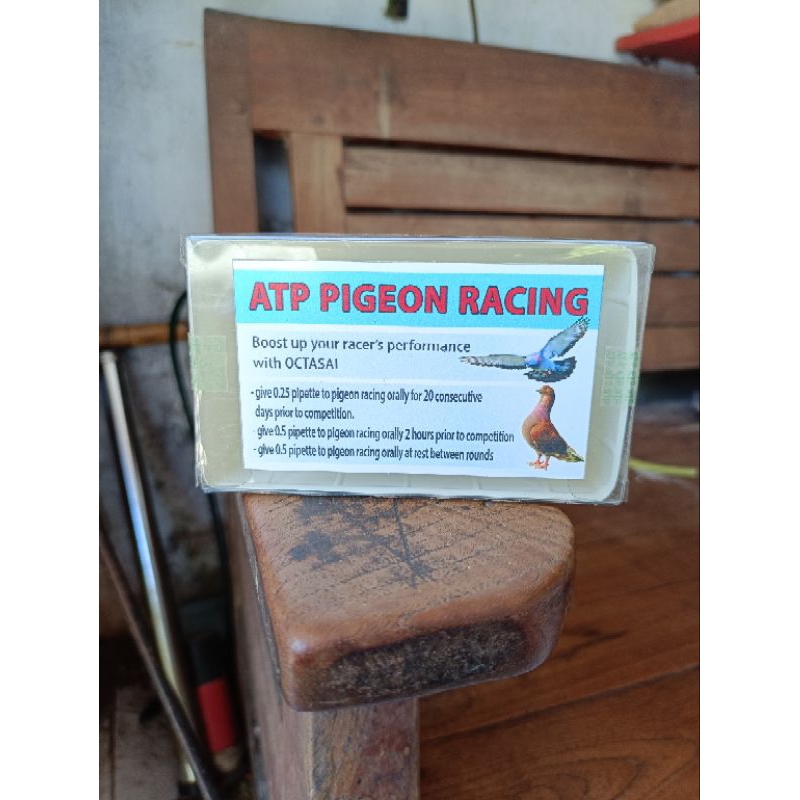 ATP PIGEON RACING
Boost up your racer's performance
with OCTASAI
- give 0.25 pipette to pigeon racing orally for 20 consecutive
days prior to competition.
- give 0.5 pipette to pigeon racing orally 2 hours prior to competition
- give 0.5 pipette to pigeon racing orally at rest between rounds